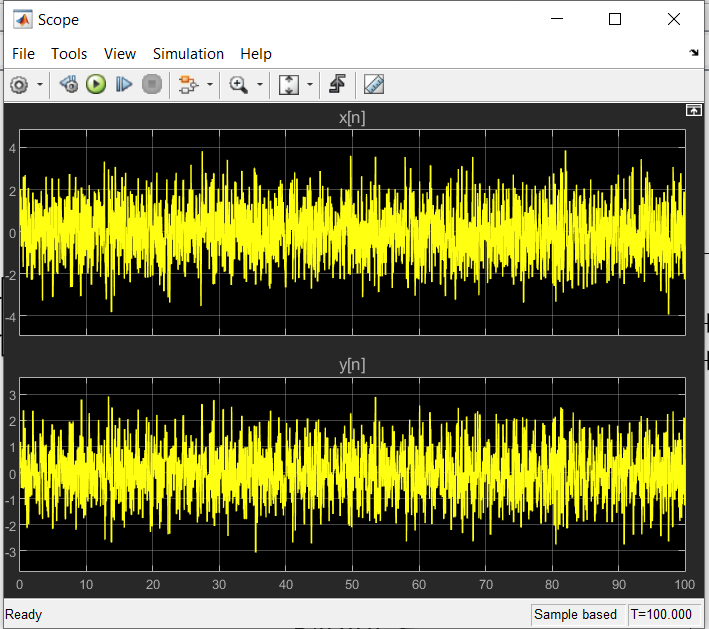 Scope
File Tools View Simulation Help
x[n]
4
2
0
-2
-4
y[n]
3
2
1
0
-1
-2
-3
0 10 20 30 40 50 60 70 80 90 100
Ready Sample based T=100.000